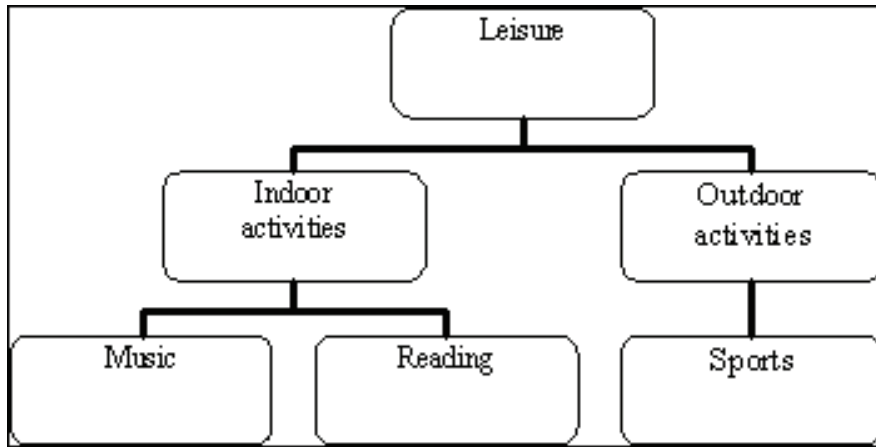 Leisure
Indoor
activities
Outdoor
activities
Music
Reading
Sports